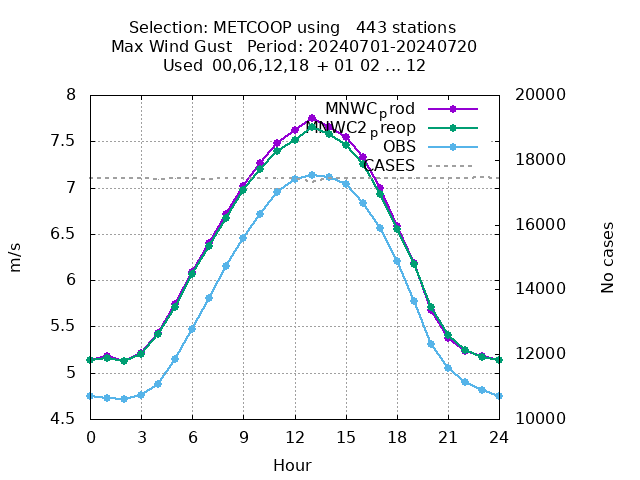 Selection: METCOOP using 443 stations
Max Wind Gust Period: 20240701-20240720
Used 00,06,12,18 + 01 02 ... 12
8
7.5
7
6.5
6
5.5
5
4.5
20000
18000
16000
14000
12000
10000
MNWCprod
MNWC2preop
OBS
CASES
m/s
No cases
0 3 6 9 12 15 18 21 24
Hour